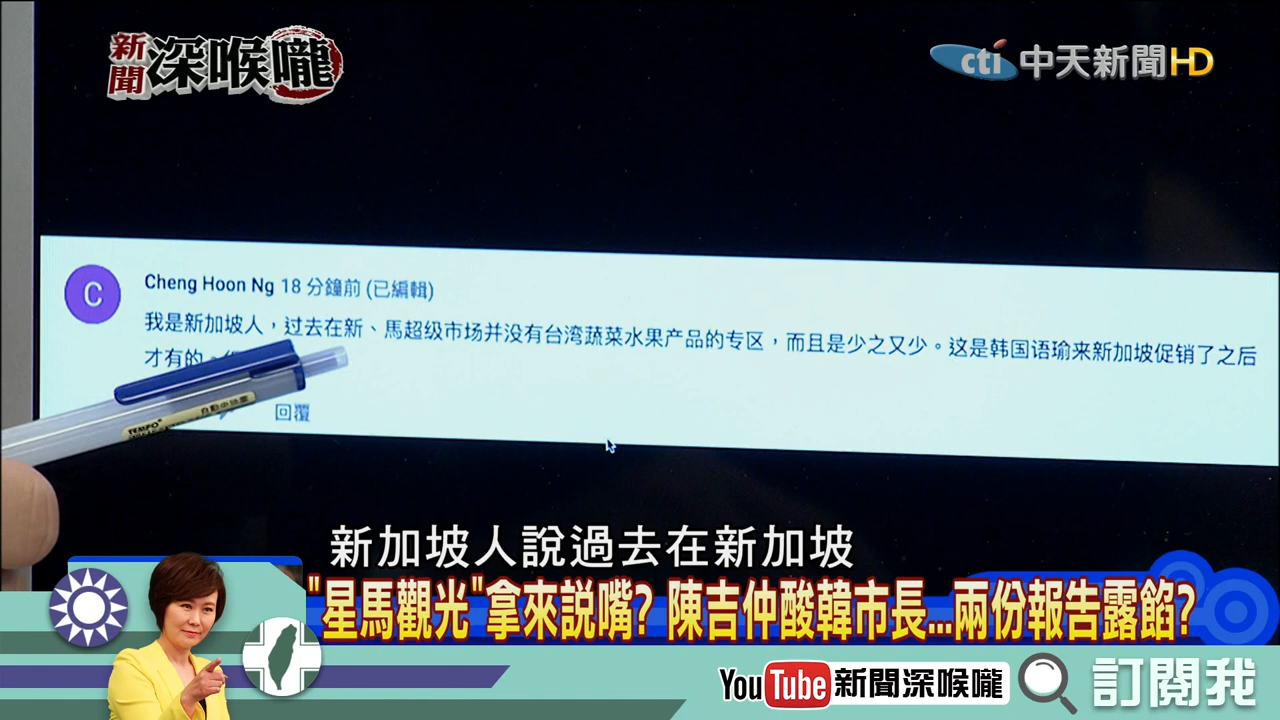 新聞深喉嚨
cti 中天新聞HD
C
Cheng Hoon Ng 18 分鐘前 (已編輯)
我是新加坡人，过去在新、馬超级市场并没有台湾蔬菜水果产品的专区，而且是少之又少。这是韩国语瑜来新加坡促销了之后
才有的。
TEMPO
回覆
新加坡人說過去在新加坡
"星馬觀光"拿來説嘴? 陳吉仲酸韓市長...兩份報告露餡?
YouTube 新聞深喉嚨 訂閱我